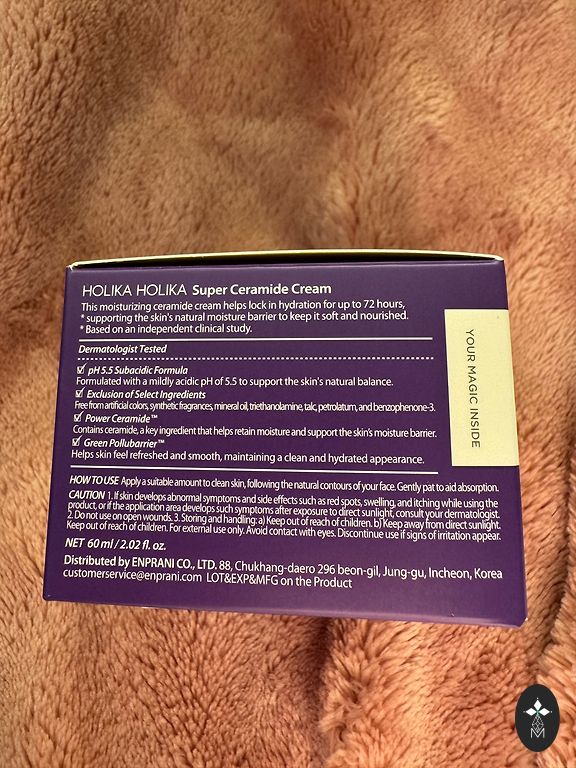 HOLIKA HOLIKA Super Ceramide Cream
This moisturizing ceramide cream helps lock in hydration for up to 72 hours,
* supporting the skin's natural moisture barrier to keep it soft and nourished.
* Based on an independent clinical study.
Dermatologist Tested
☑ pH 5.5 Subacidic Formula
Formulated with a mildly acidic pH of 5.5 to support the skin's natural balance.
☑ Exclusion of Select Ingredients
Free from artificial colors, synthetic fragrances, mineral oil, triethanolamine, talc, petrolatum, and benzophenone-3.
☑ Power Ceramide™
Contains ceramide, a key ingredient that helps retain moisture and support the skin's moisture barrier.
☑ Green Pollubarrier™
Helps skin feel refreshed and smooth, maintaining a clean and hydrated appearance.
HOW TO USE Apply a suitable amount to clean skin, following the natural contours of your face. Gently pat to aid absorption.
CAUTION 1. If skin develops abnormal symptoms and side effects such as red spots, swelling, and itching while using the
product, or if the application area develops such symptoms after exposure to direct sunlight, consult your dermatologist.
2. Do not use on open wounds. 3. Storing and handling: a) Keep out of reach of children. b) Keep away from direct sunlight.
Keep out of reach of children. For external use only. Avoid contact with eyes. Discontinue use if signs of irritation appear.
NET 60 ml / 2.02 fl. oz.
Distributed by ENPRANI CO., LTD. 88, Chukhang-daero 296 beon-gil, Jung-gu, Incheon, Korea
customerservice@enprani.com LOT&EXP&MFG on the Product
YOUR MAGIC INSIDE
M